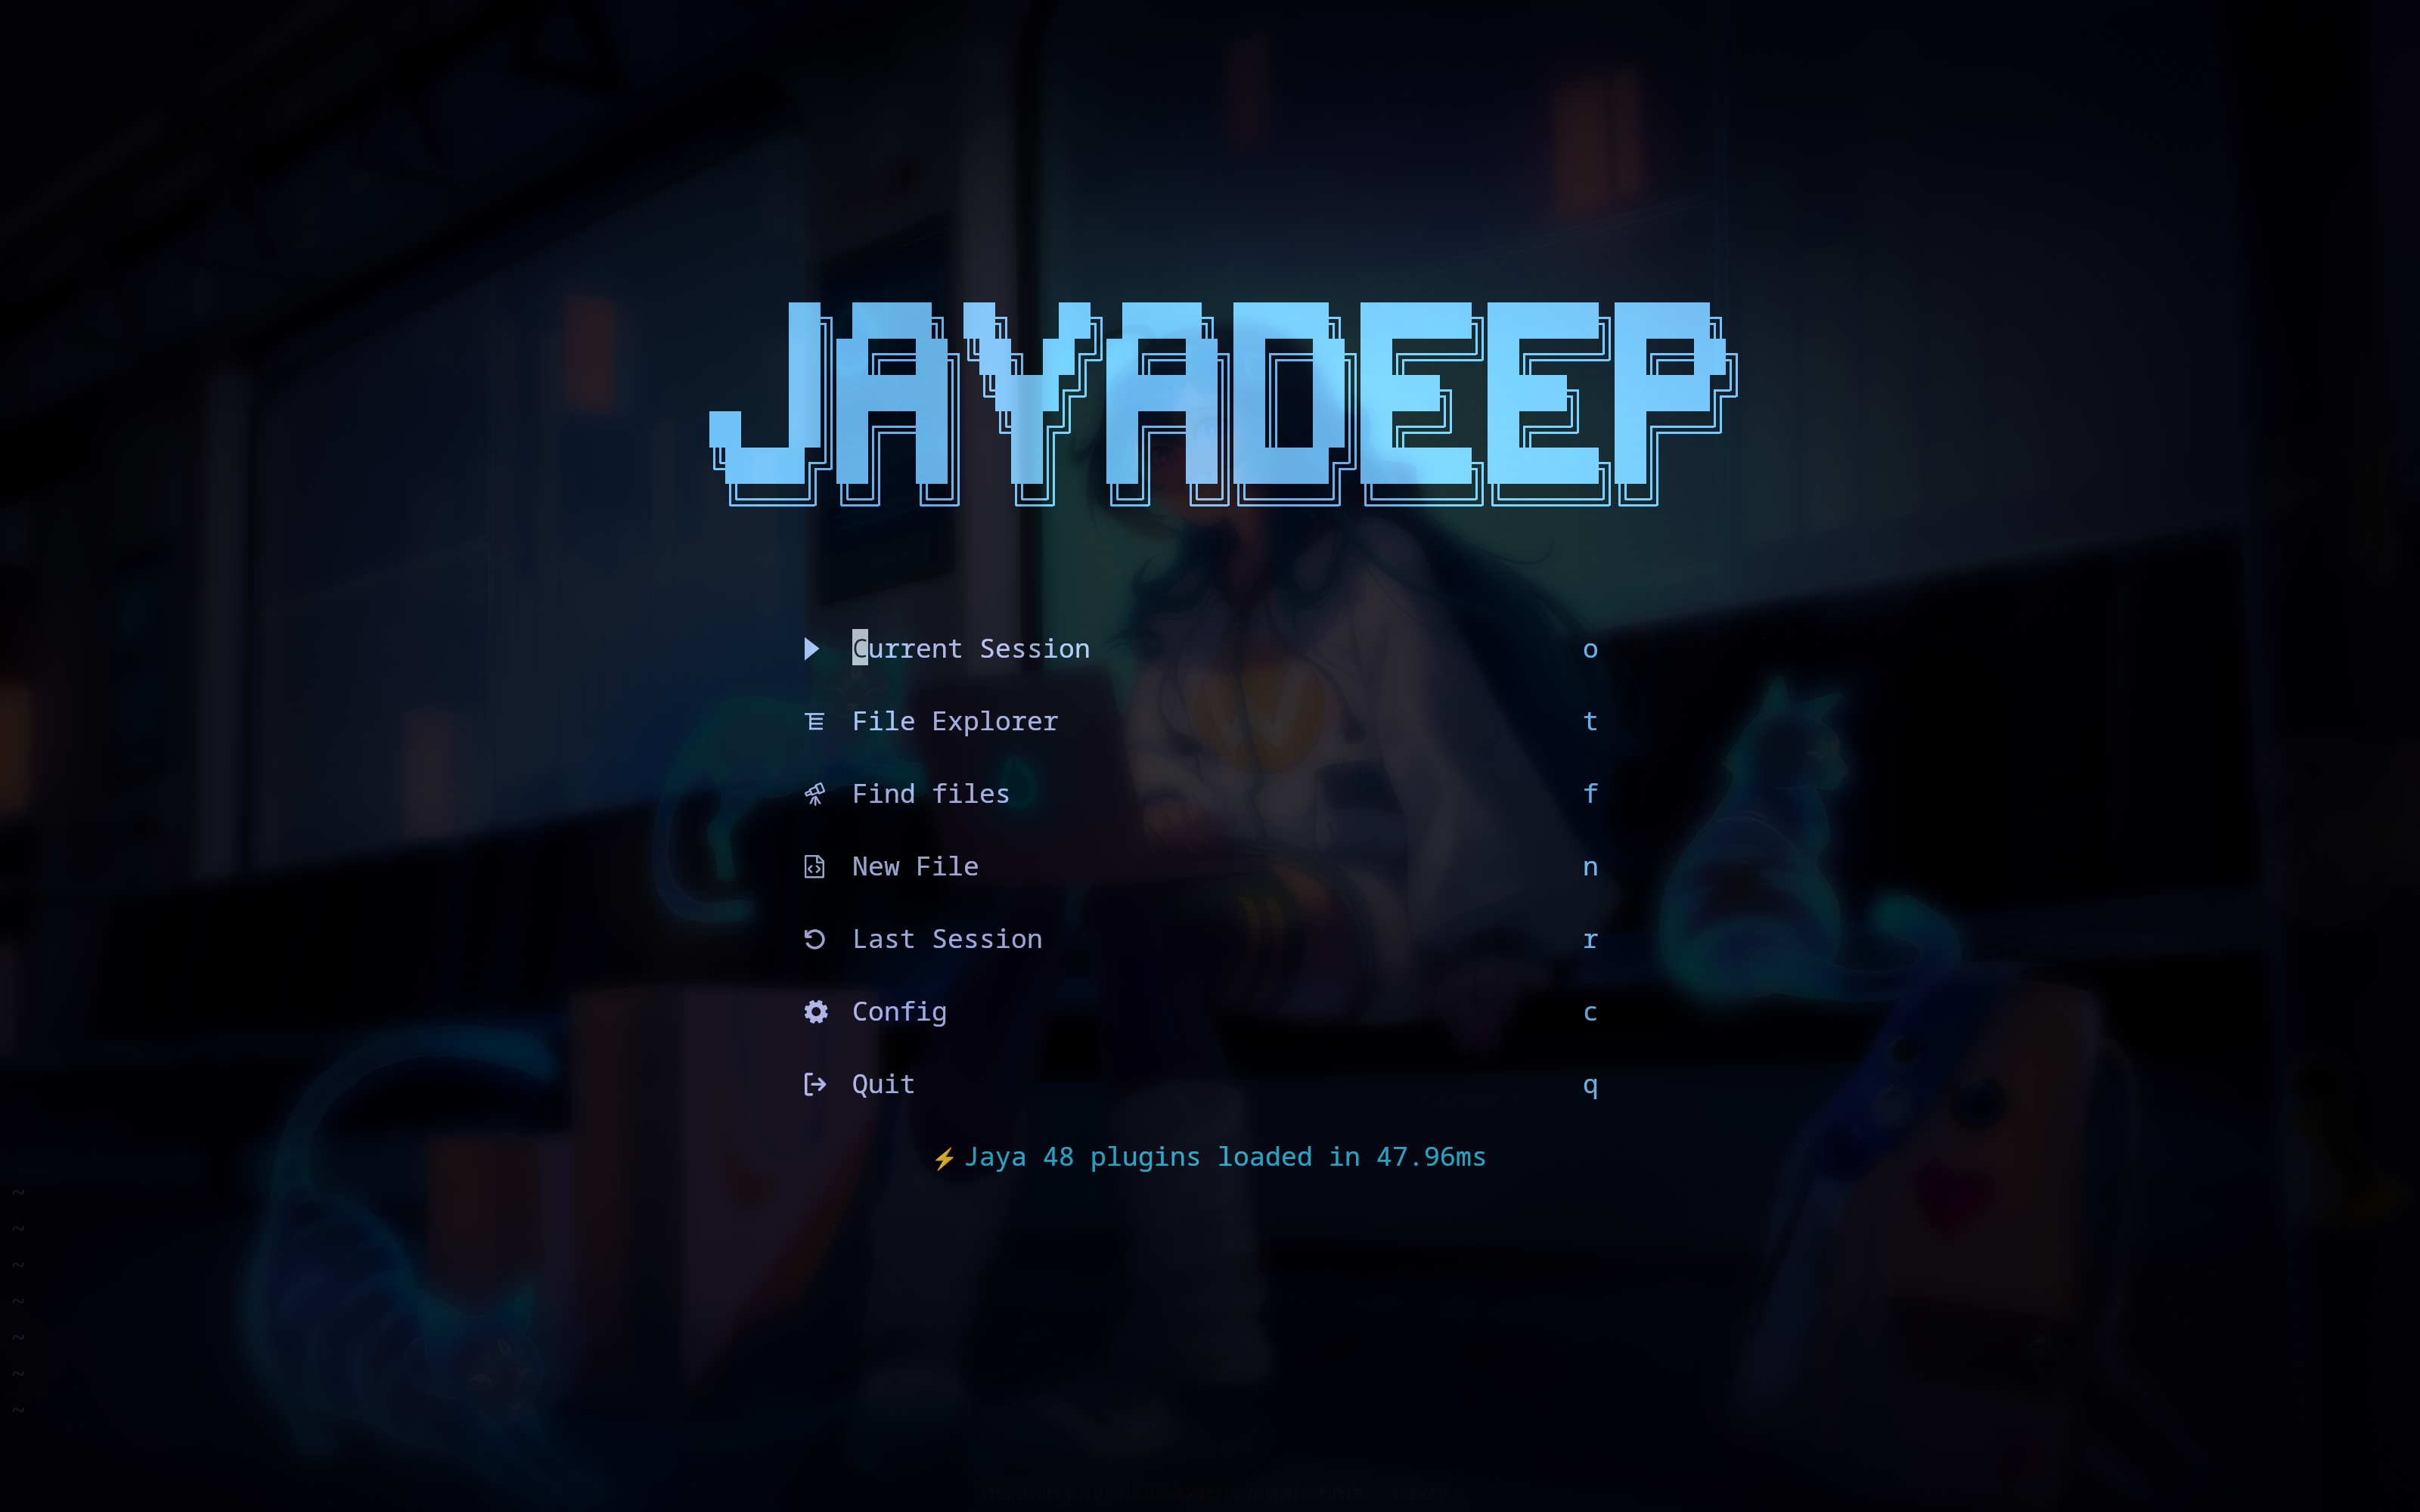 JAYADEEP
Current Session o
File Explorer t
Find files f
New File n
Last Session r
Config c
Quit q
⚡ Jaya 48 plugins loaded in 47.96ms
~
~
~
~
~
~
~